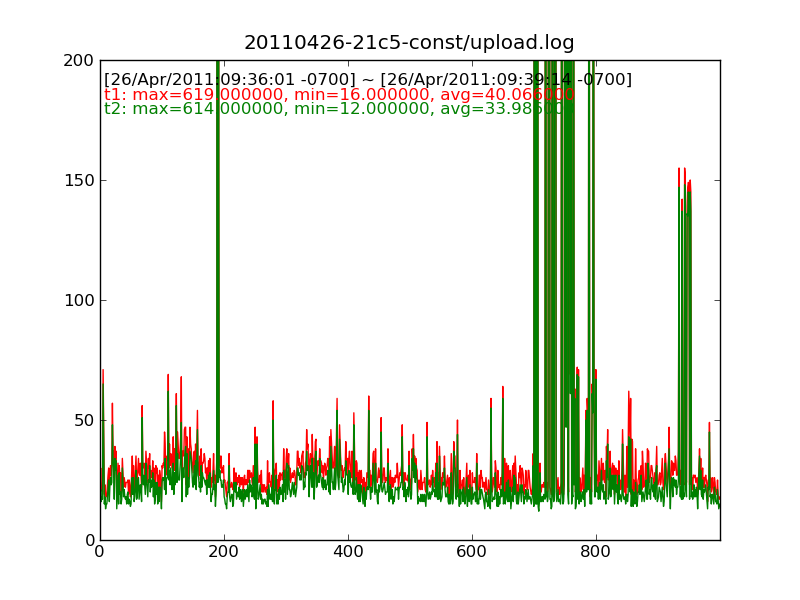 20110426-21c5-const/upload.log
200
[26/Apr/2011:09:36:01 -0700] ~ [26/Apr/2011:09:39:14 -0700]
t1: max=619.000000, min=16.000000, avg=40.066000
t2: max=614.000000, min=12.000000, avg=33.985000
150
100
50
0
0 200 400 600 800